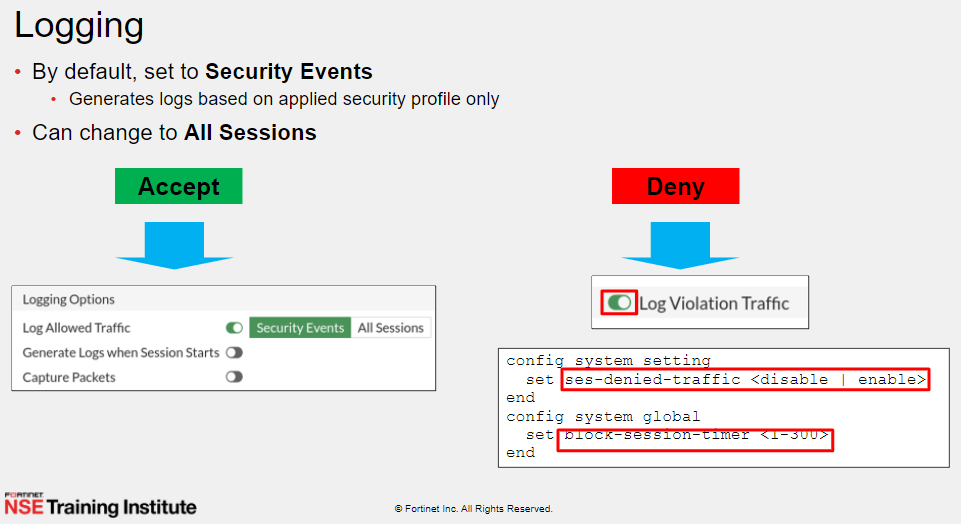 Logging
• By default, set to Security Events
• Generates logs based on applied security profile only
• Can change to All Sessions
Accept
Deny
Logging Options
Log Allowed Traffic Security Events All Sessions
Generate Logs when Session Starts
Capture Packets
Log Violation Traffic
config system setting
set ses-denied-traffic <disable | enable>
end
config system global
set block-session-timer <1-300>
end
FORTINET
NSE Training Institute
© Fortinet Inc. All Rights Reserved.